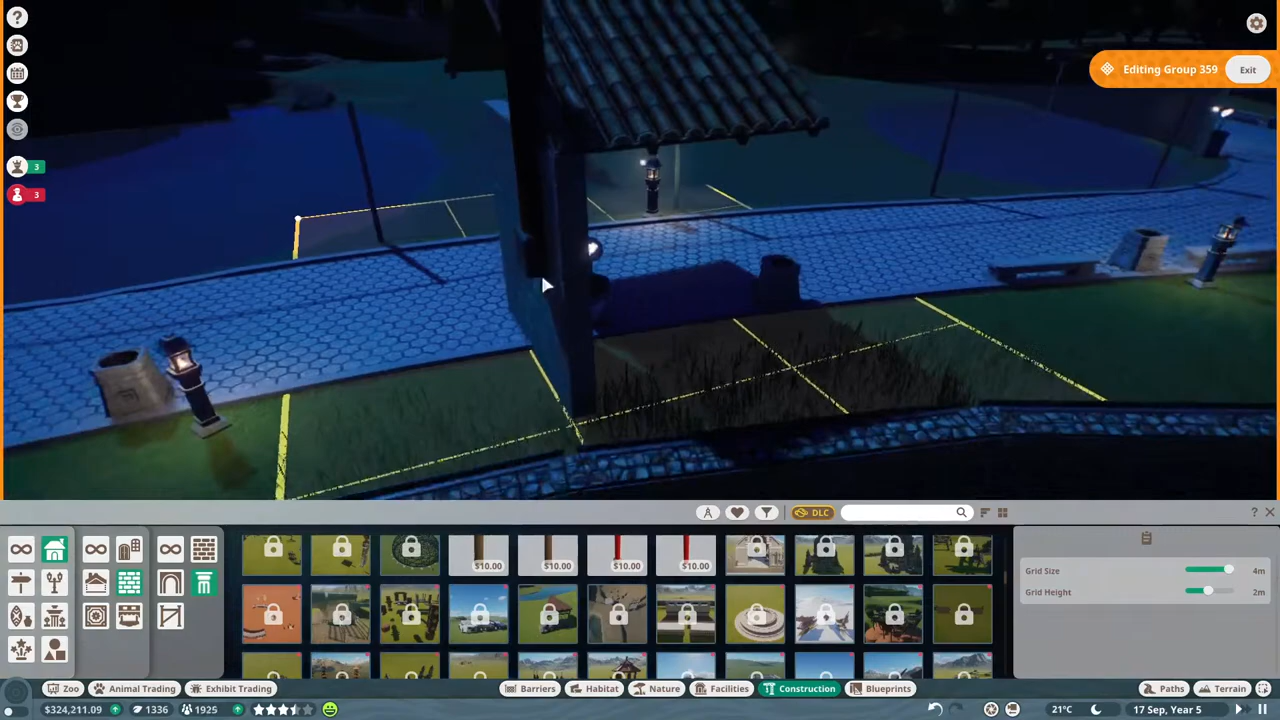 ?
Editing Group 359
Exit
3
3
DLC
? ×
$10.00
$10.00
$10.00
$10.00
Grid Size
4m
Grid Height
2m
Zoo
Animal Trading
Exhibit Trading
Barriers
Habitat
Nature
Facilities
Construction
Blueprints
Paths
Terrain
$324,211.09
1336
1925
21°C
17 Sep, Year 5